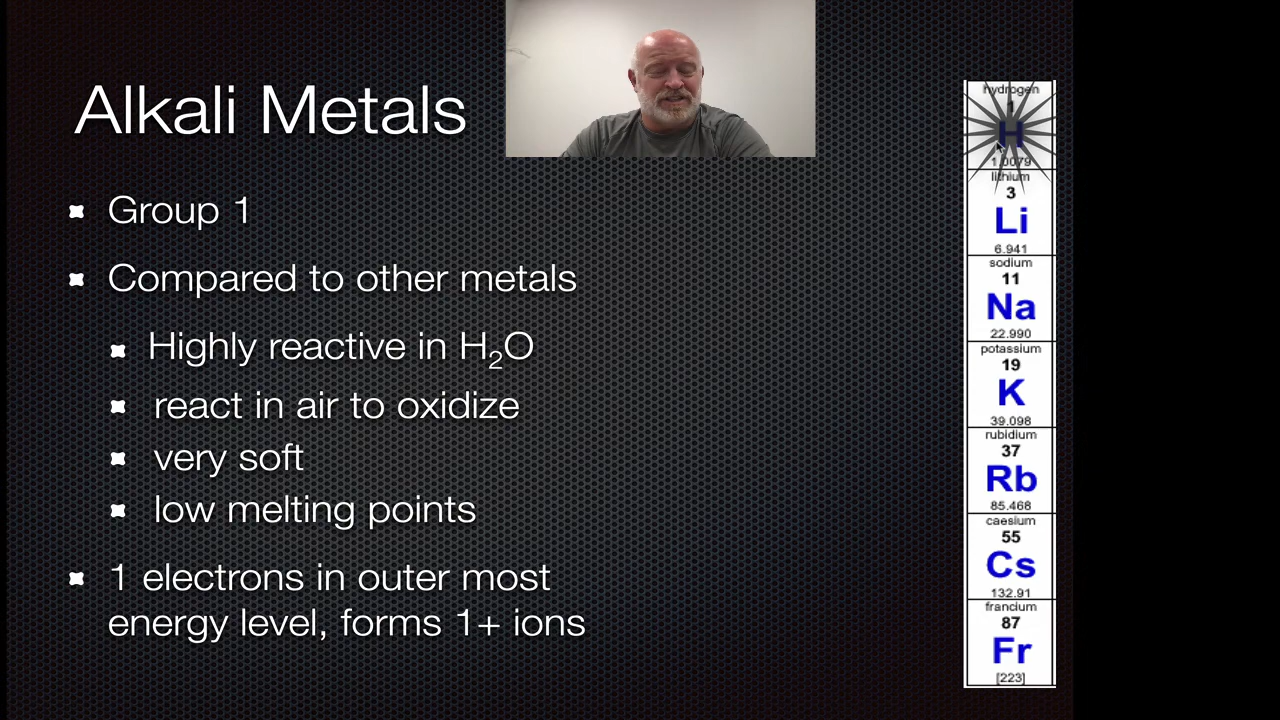 Alkali Metals
Group 1
Compared to other metals
Highly reactive in H₂O
react in air to oxidize
very soft
low melting points
1 electrons in outer most
energy level, forms 1+ ions
hydrogen
H
1.0079
lithium
3
Li
6.941
sodium
11
Na
22.990
potassium
19
K
39.098
rubidium
37
Rb
85.468
caesium
55
Cs
132.91
francium
87
Fr
[223]